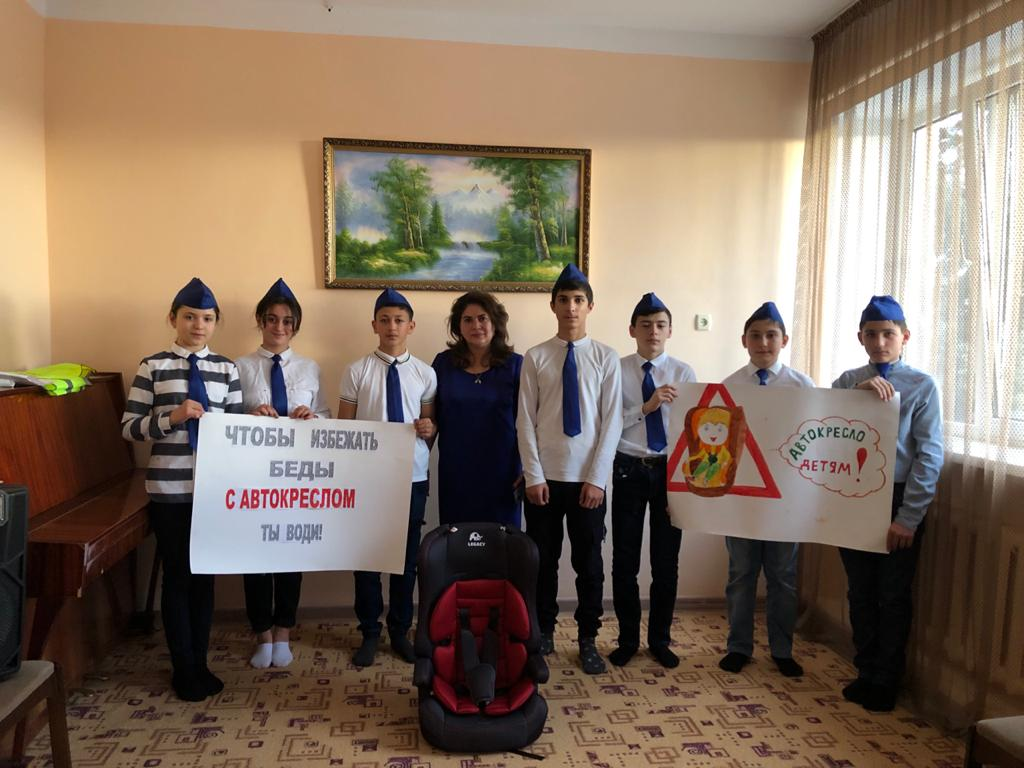 ЧТОБЫ ИЗБЕЖАТЬ
БЕДЫ
С АВТОКРЕСЛОМ
ТЫ ВОДИ!
LEGACY
АВТОКРЕСЛО
ДЕТЯМ!